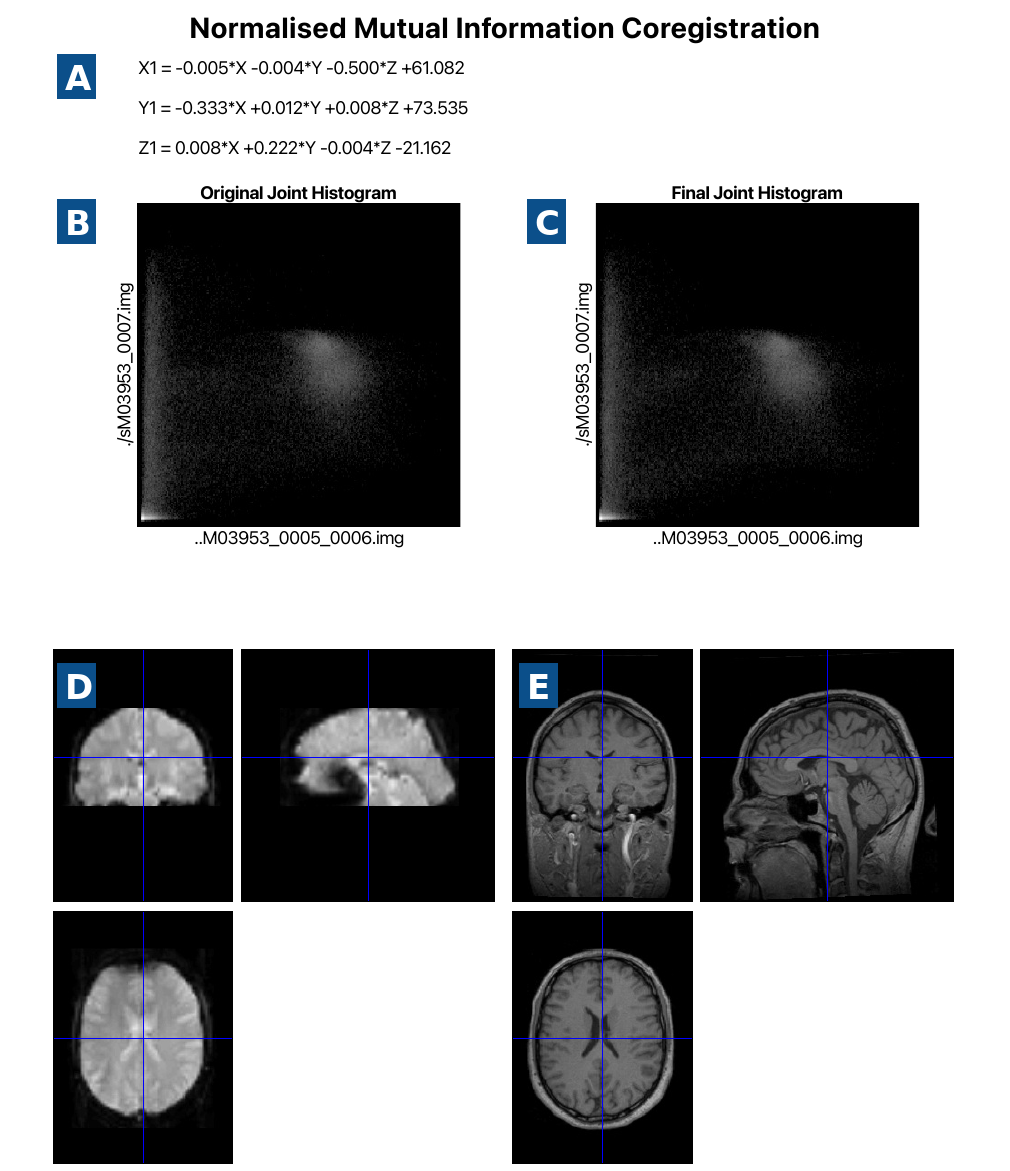 Normalised Mutual Information Coregistration
A
X1 = -0.005*X -0.004*Y -0.500*Z +61.082
Y1 = -0.333*X +0.012*Y +0.008*Z +73.535
Z1 = 0.008*X +0.222*Y -0.004*Z -21.162
B
Original Joint Histogram
./sM03953_0007.img
..M03953_0005_0006.img
C
Final Joint Histogram
./sM03953_0007.img
..M03953_0005_0006.img
D
E